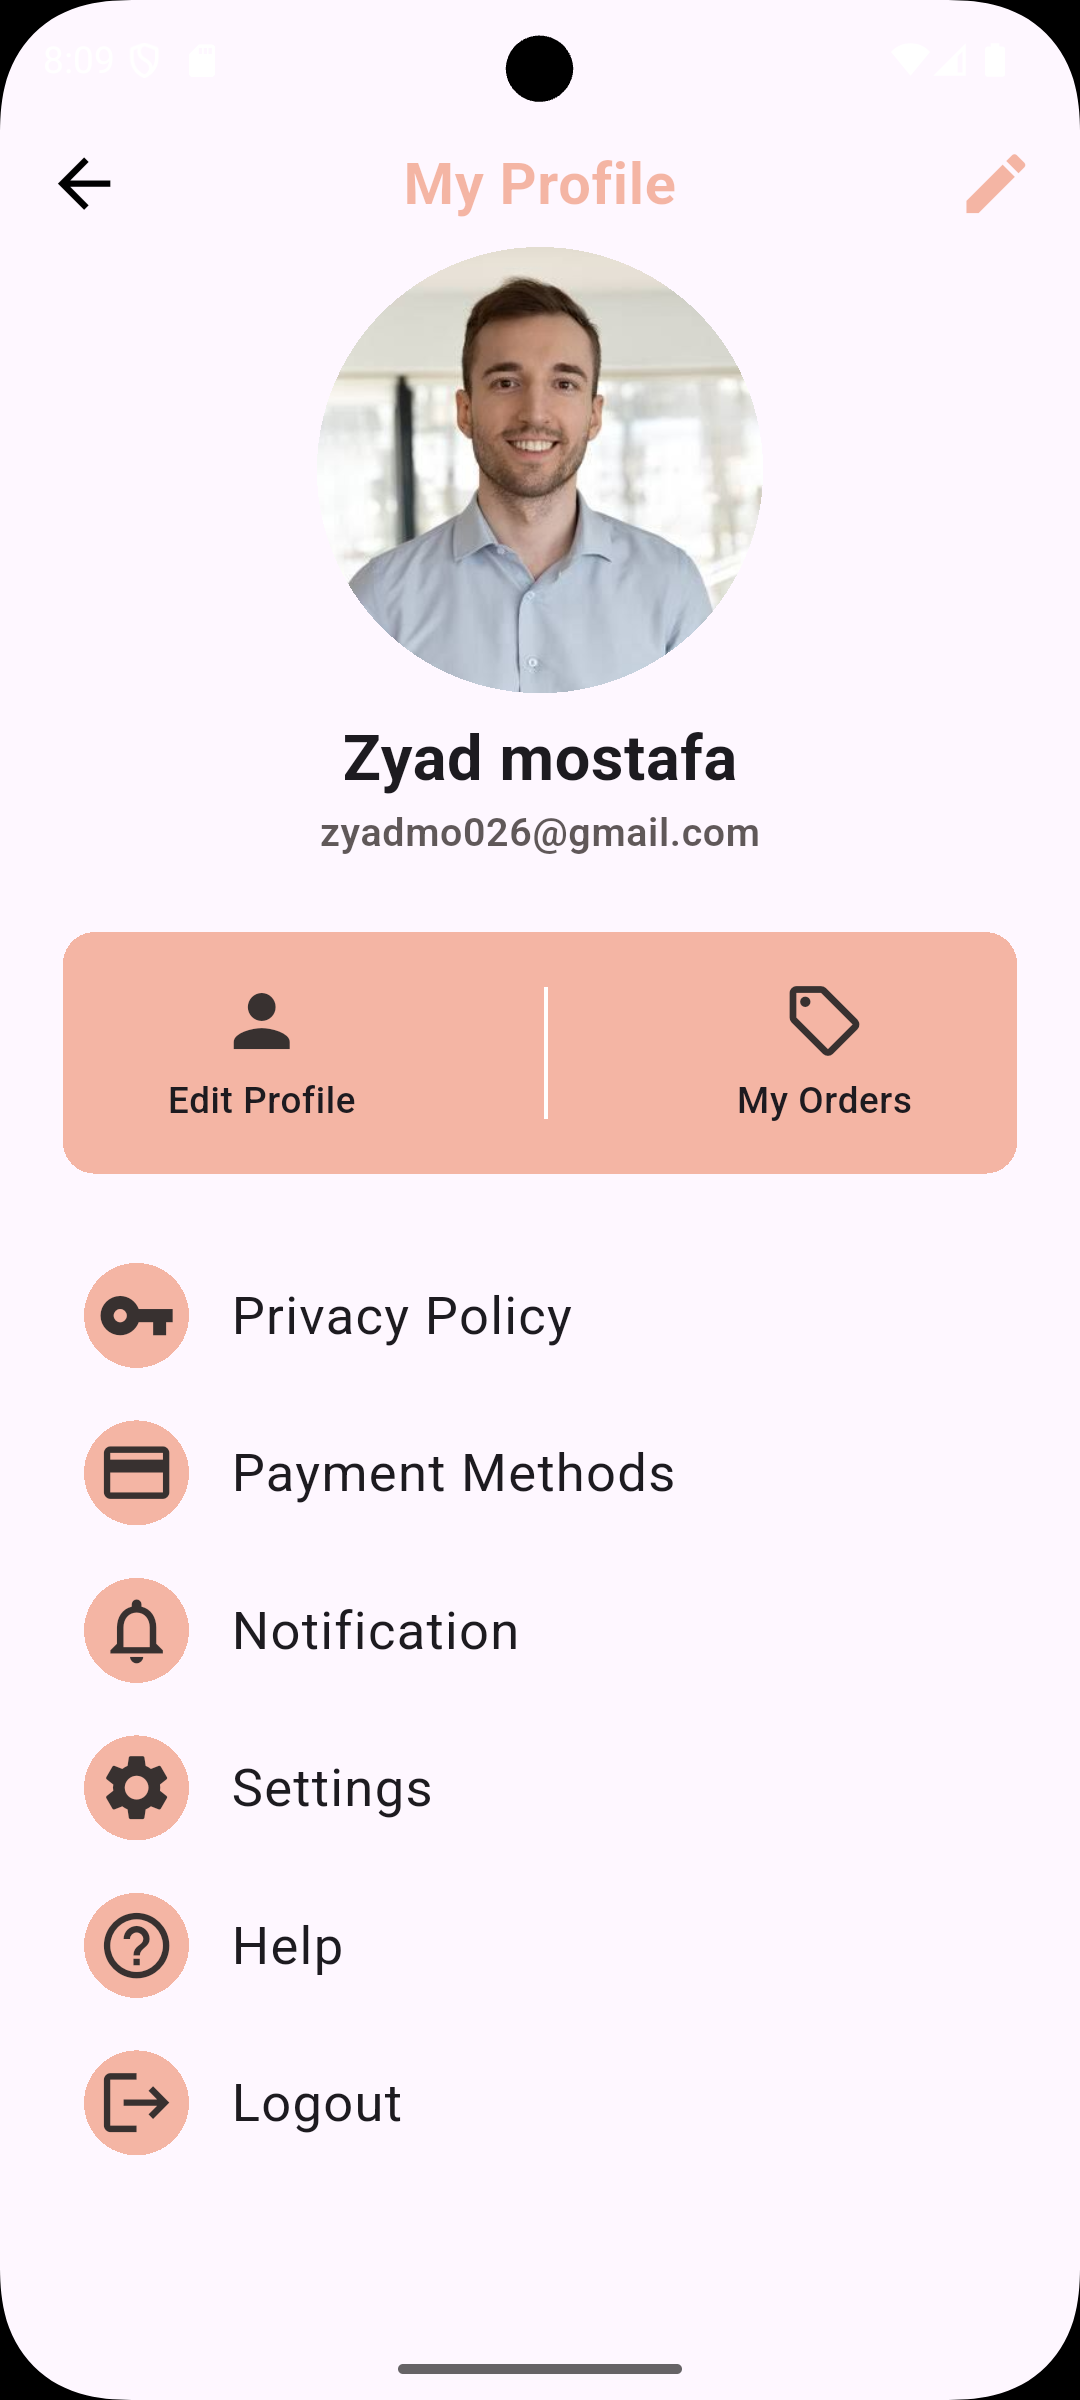 8:09
My Profile
Zyad mostafa
zyadmo026@gmail.com
Edit Profile
My Orders
Privacy Policy
Payment Methods
Notification
Settings
Help
Logout